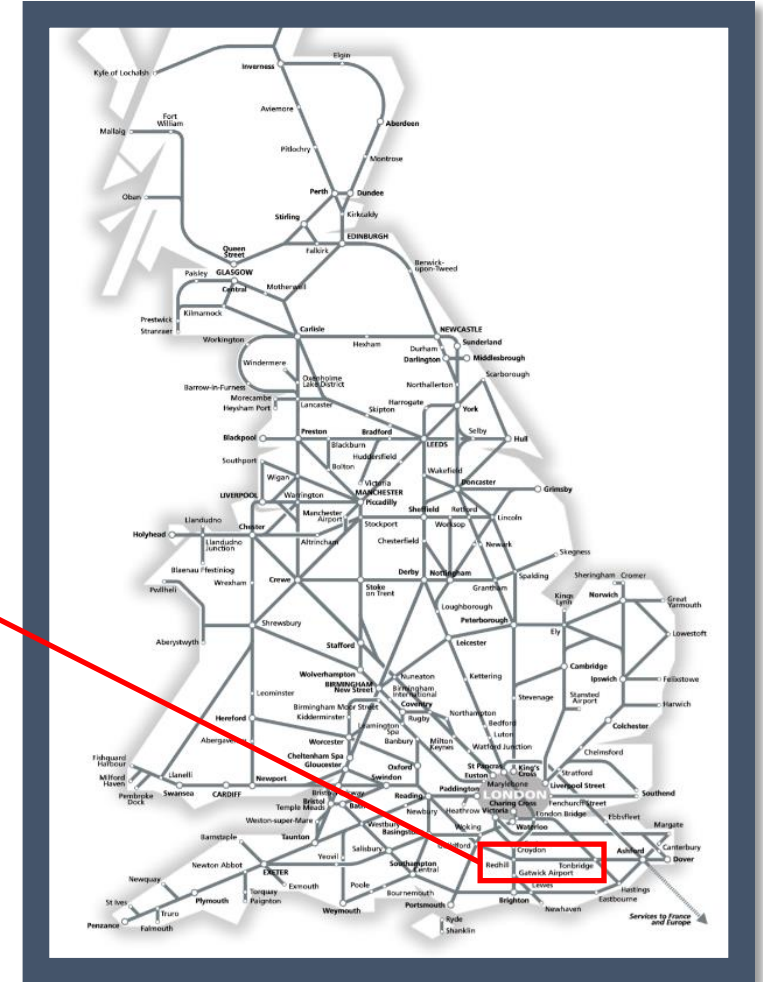 Elgin
Inverness
Kyle of Lochalsh
Aviemore
Fort
William
Aberdeen
Mallaig
Pitlochry
Montrose
Perth
Dundee
Oban
Kirkcaldy
Stirling
EDINBURGH
Queen
Street
Falkirk
Berwick-
upon-Tweed
Paisley
GLASGOW
Central
Motherwell
Kilmarnock
Prestwick
Stranraer
Carlisle
NEWCASTLE
Workington
Hexham
Sunderland
Durham
Darlington
Middlesbrough
Windermere
Scarborough
Oxenholme
Lake District
Northallerton
Barrow-in-Furness
Morecambe
Heysham Port
Lancaster
Harrogate
York
Skipton
Preston
Bradford
Selby
Blackpool
Blackburn
LEEDS
Hull
Huddersfield
Southport
Bolton
Wakefield
Wigan
Victoria
Doncaster
MANCHESTER
Piccadilly
Grimsby
LIVERPOOL
Warrington
Manchester
Airport
Sheffield
Retford
Llandudno
Chester
Stockport
Worksop
Lincoln
Holyhead
Llandudno
Junction
Altrincham
Chesterfield
Newark
Skegness
Blaenau Ffestiniog
Derby
Nottingham
Spalding
Sheringham
Cromer
Wrexham
Crewe
Stoke
on Trent
Grantham
Pwllheli
Kings
Lynn
Norwich
Great
Yarmouth
Loughborough
Shrewsbury
Peterborough
Ely
Lowestoft
Aberystwyth
Stafford
Leicester
Wolverhampton
Nuneaton
Kettering
Cambridge
BIRMINGHAM
New Street
Birmingham
International
Ipswich
Felixstowe
Leominster
Coventry
Stevenage
Stansted
Airport
Birmingham Moor Street
Kidderminster
Rugby
Northampton
Harwich
Hereford
Leamington
Spa
Bedford
Colchester
Worcester
Banbury
Milton
Keynes
Luton
Abergavenny
Watford Junction
Chelmsford
Cheltenham Spa
Gloucester
Fishguard
Harbour
Oxford
St Pancras
Euston
King's
Cross
Stratford
Milford
Haven
Llanelli
Newport
Swindon
Marylebone
Liverpool Street
Pembroke
Dock
Swansea
CARDIFF
Bristol
Parkway
Reading
Paddington
LONDON
Southend
Bristol
Temple Meads
Bath
Newbury
Heathrow
Victoria
Charing Cross
Fenchurch Street
London Bridge
Ebbsfleet
Weston-super-Mare
Westbury
Basingstoke
Woking
Waterloo
Margate
Barnstaple
Taunton
Salisbury
Guildford
Croydon
Canterbury
Yeovil
Redhill
Tonbridge
Ashford
Dover
Newton Abbot
EXETER
Southampton
Central
Gatwick Airport
Newquay
Exmouth
Poole
Lewes
Hastings
Torquay
Paignton
Bournemouth
Eastbourne
St Ives
Plymouth
Weymouth
Portsmouth
Brighton
Newhaven
Truro
Penzance
Falmouth
Ryde
Shanklin
Services to France
and Europe